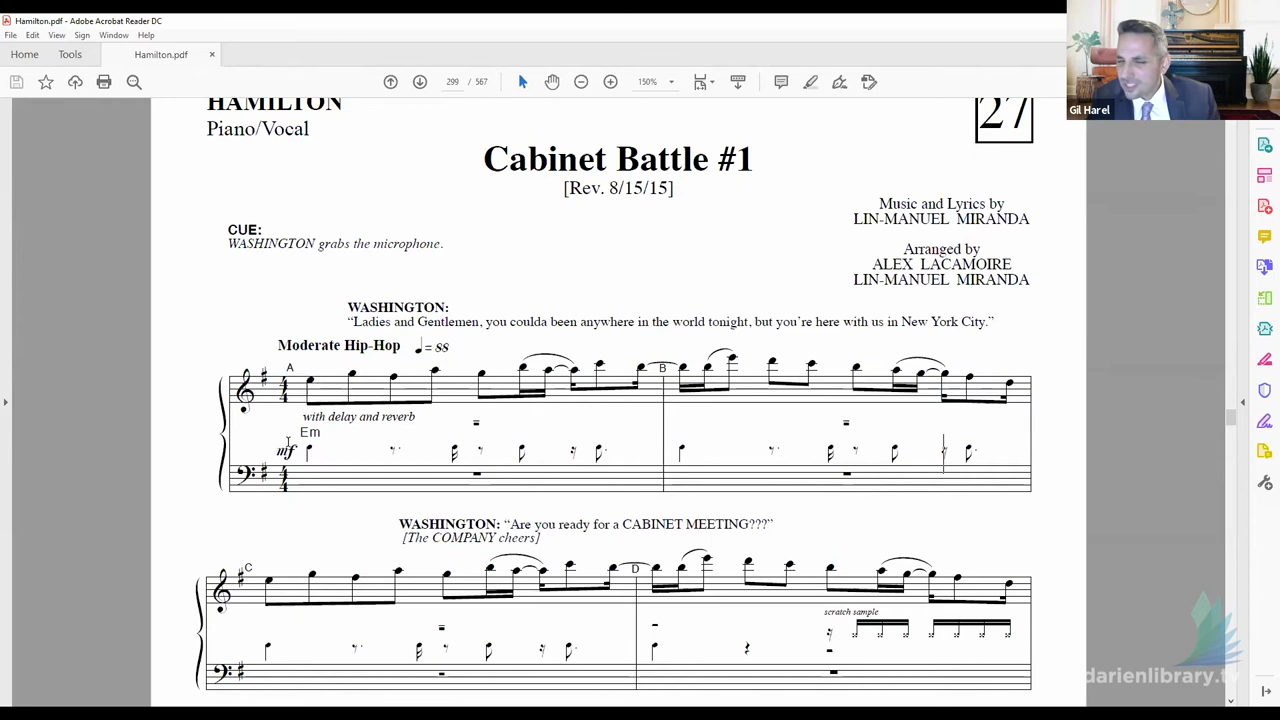 Hamilton.pdf - Adobe Acrobat Reader DC
File Edit View Sign Window Help
Home Tools Hamilton.pdf ×
299 567 150%
Gil Harel
HAMILTON
Piano/Vocal
27
Cabinet Battle #1
[Rev. 8/15/15]
Music and Lyrics by
LIN-MANUEL MIRANDA
CUE:
WASHINGTON grabs the microphone.
Arranged by
ALEX LACAMOIRE
LIN-MANUEL MIRANDA
WASHINGTON:
“Ladies and Gentlemen, you coulda been anywhere in the world tonight, but you're here with us in New York City.”
Moderate Hip-Hop ♩ = 88
A B
with delay and reverb
Em
mf
WASHINGTON: “Are you ready for a CABINET MEETING???”
[The COMPANY cheers]
C D
scratch sample
darienlibrary.tv